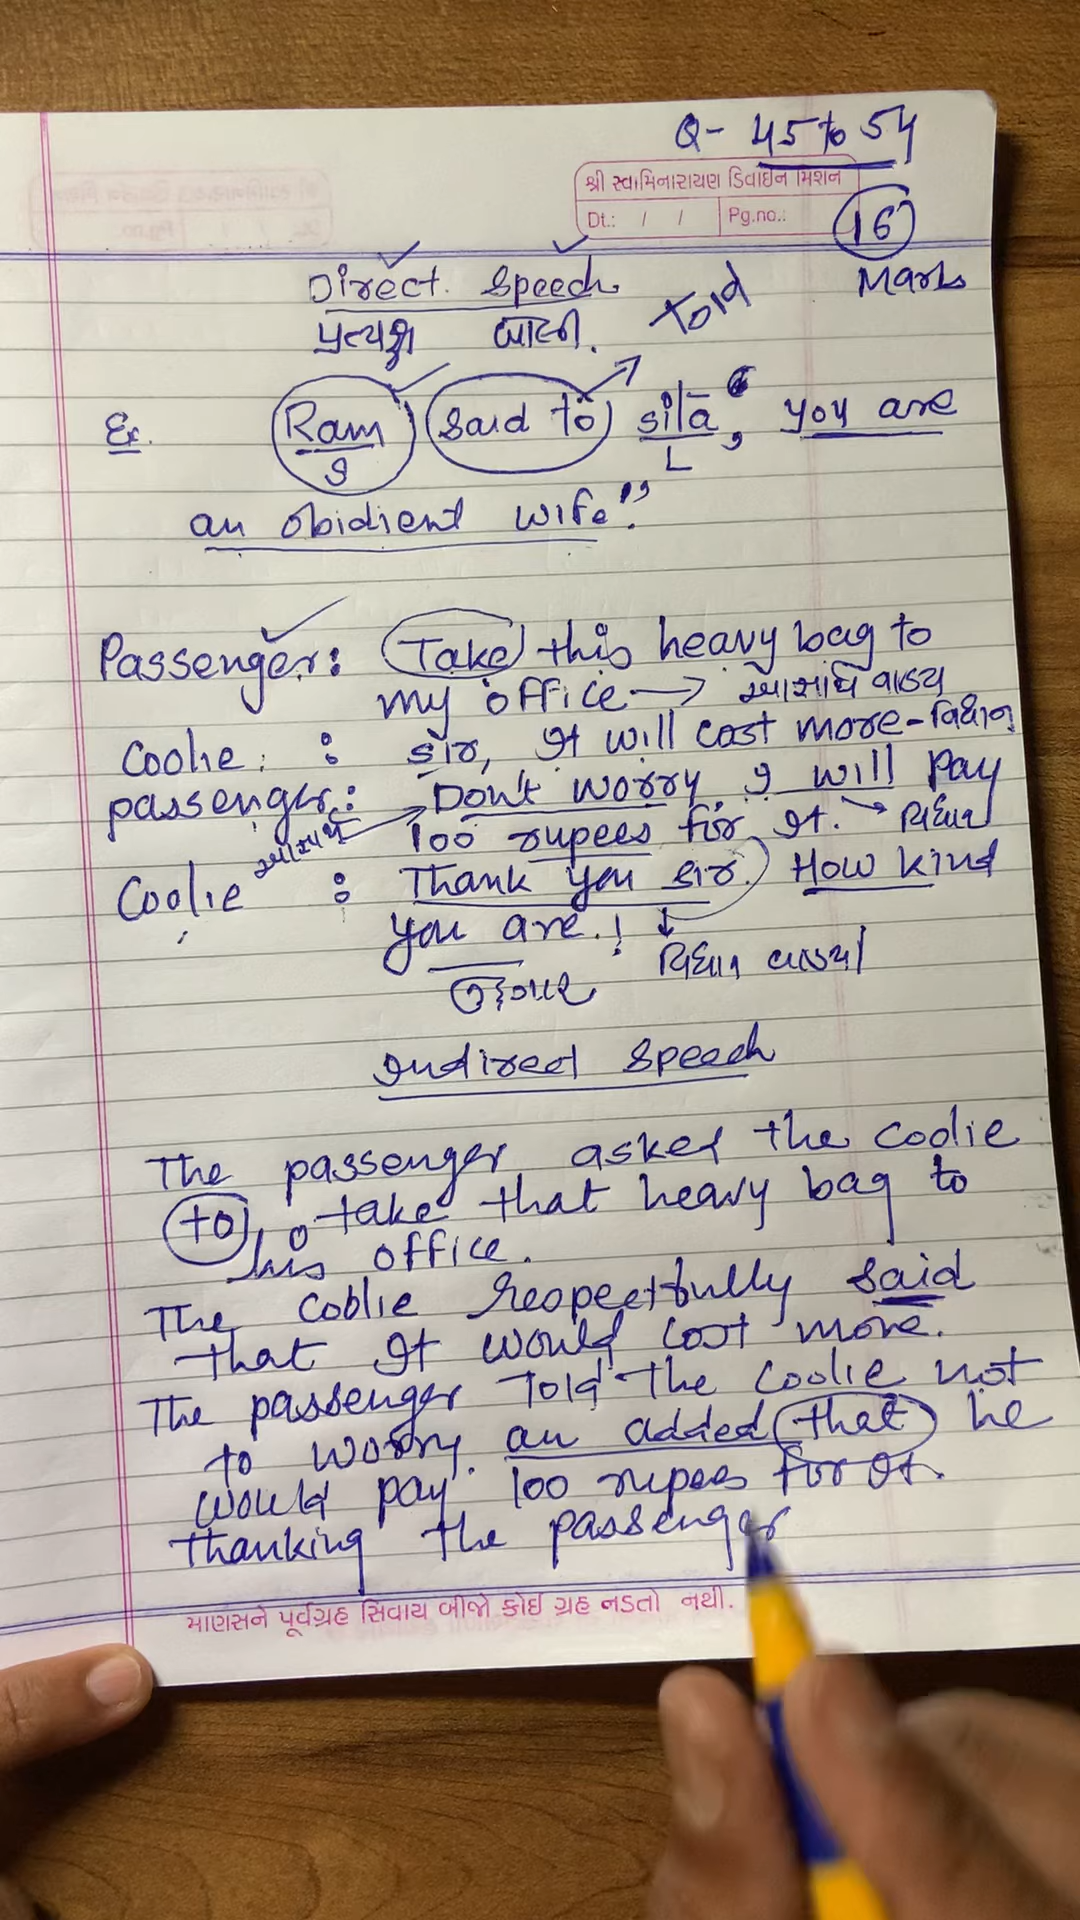 Q- 45 to 54
શ્રી સ્વામિનારાયણ ડિવાઈન મિશન
Dt.: / / Pg.no.:
16
Marks
Direct Speech
told
Ex. Ram said to sita, "you are
an obidient wife."
Passenger: Take this heavy bag to
my office →
Coolie : sir, It will cost more - વિધાન
passenger: Don't worry I will pay
100 rupees for It. → વિધાન
Coolie : Thank you sir. How kind
you are.!
વિધાન વાક્ય
ઉદ્ગાર
Indirect Speech
The passenger asked the coolie
to take that heavy bag to
his office.
The coolie respectfully said
that It would cost more.
The passenger Told the coolie not
to worry an added that he
would pay 100 rupees for It.
Thanking the passenger
માણસને પૂર્વગ્રહ સિવાય બીજો કોઈ ગ્રહ નડતો નથી.